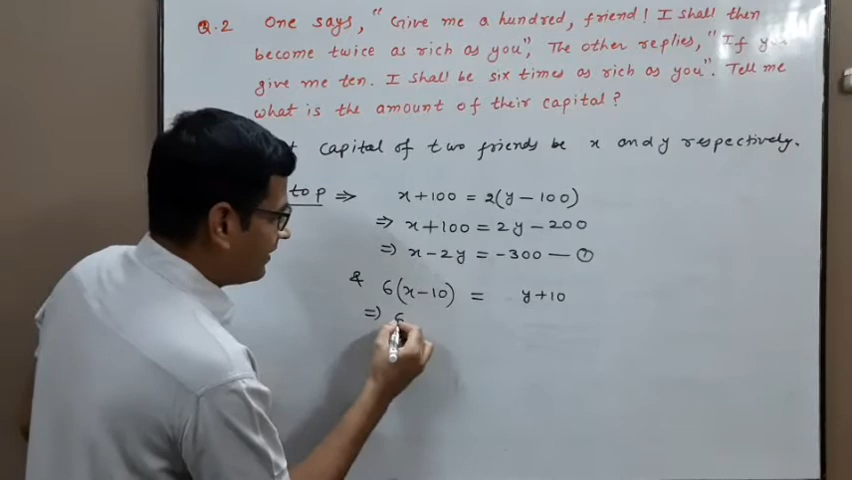 Q.2 One says, "Give me a hundred, friend! I shall then
become twice as rich as you", The other replies, "If you
give me ten. I shall be six times as rich as you". Tell me
what is the amount of their capital?
capital of two friends be x and y respectively.
to p ⇒ x+100 = 2(y-100)
⇒ x+100 = 2y-200
⇒ x-2y = -300 — ①
& 6(x-10) = y+10
⇒ 6